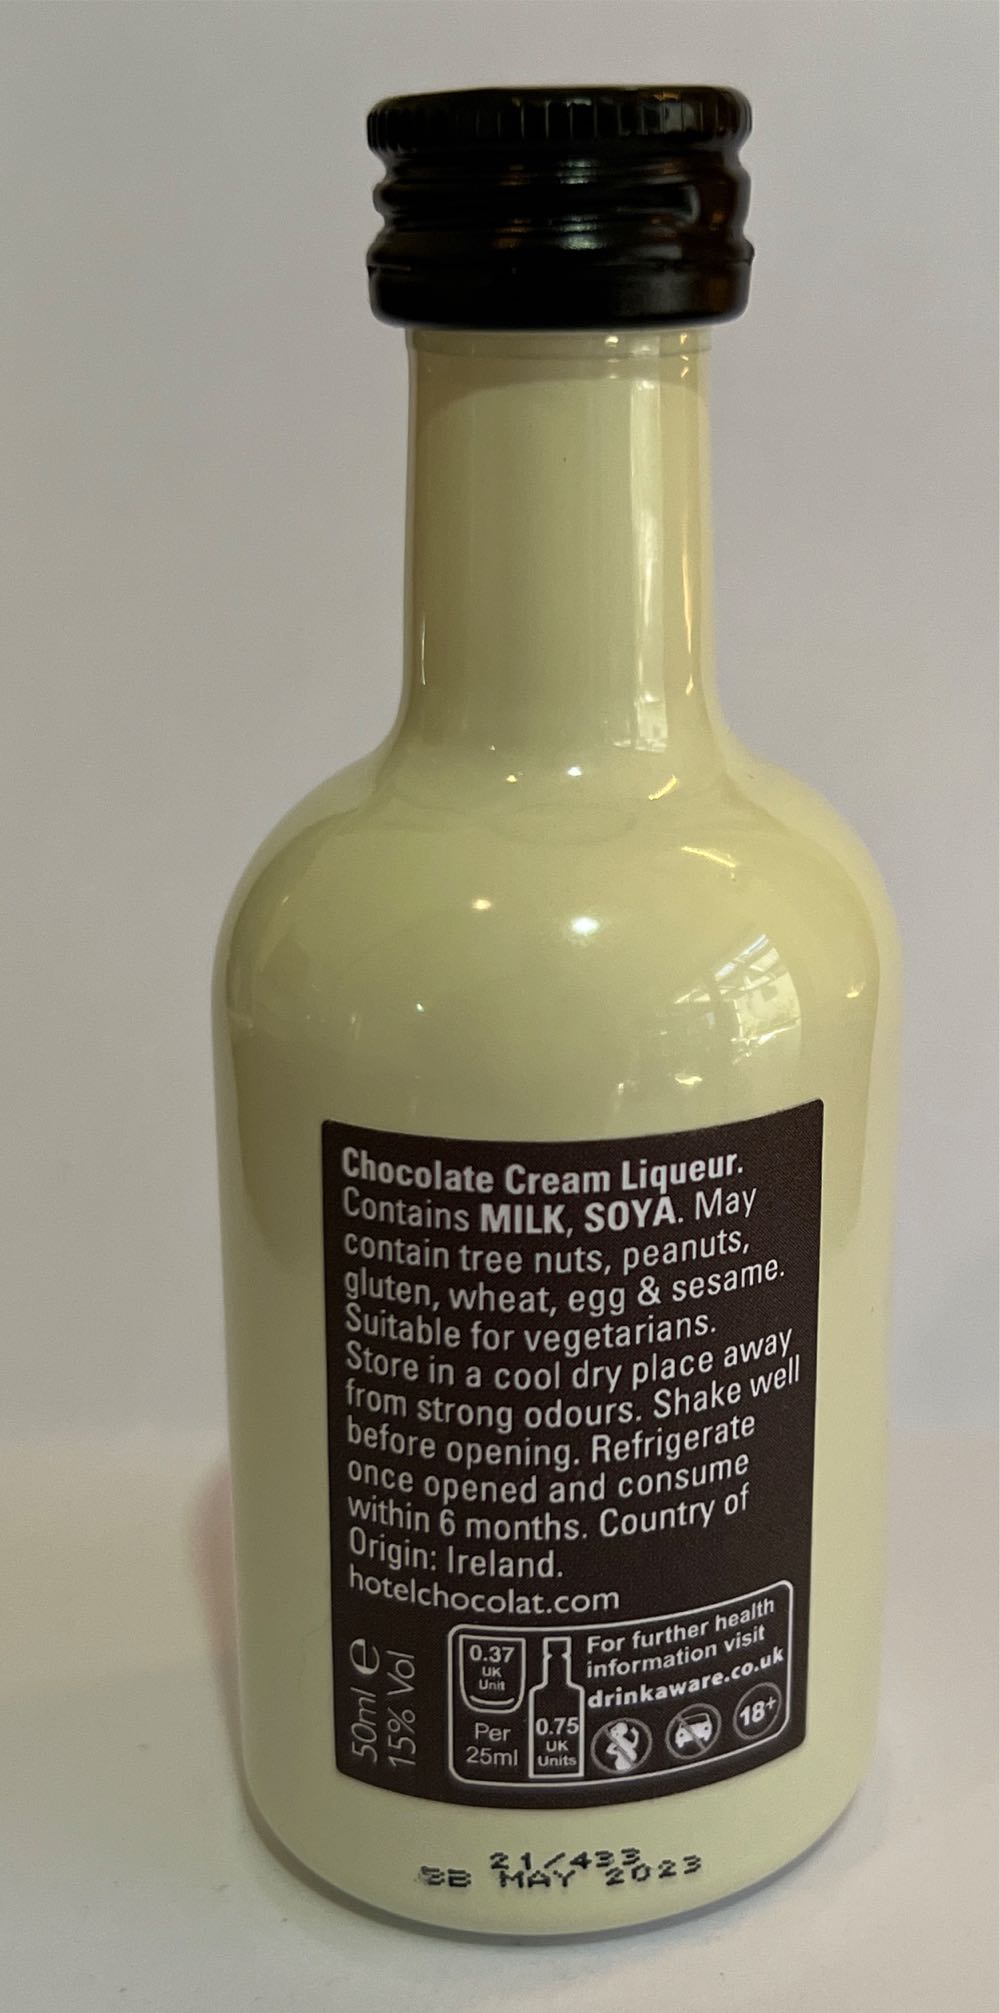 Chocolate Cream Liqueur.
Contains MILK, SOYA. May
contain tree nuts, peanuts,
gluten, wheat, egg & sesame.
Suitable for vegetarians.
Store in a cool dry place away
from strong odours. Shake well
before opening. Refrigerate
once opened and consume
within 6 months. Country of
Origin: Ireland.
hotelchocolat.com
50ml e
15% Vol
0.37
UK
Unit
Per
25ml
0.75
UK
Units
For further health
information visit
drinkaware.co.uk
18+
21/433
BB MAY 2023